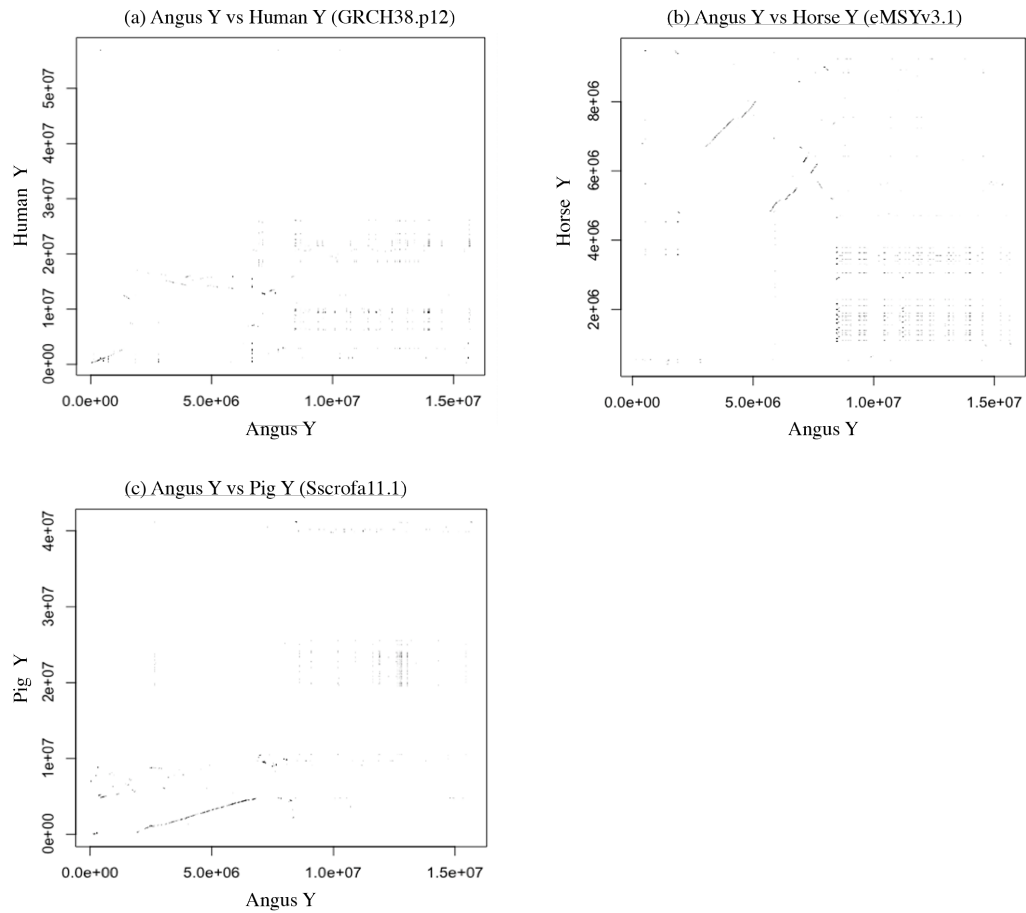 (a) Angus Y vs Human Y (GRCH38.p12)
Human Y
5e+07
4e+07
3e+07
2e+07
1e+07
0e+00
0.0e+00 5.0e+06 1.0e+07 1.5e+07
Angus Y
(b) Angus Y vs Horse Y (eMSYv3.1)
Horse Y
8e+06
6e+06
4e+06
2e+06
0.0e+00 5.0e+06 1.0e+07 1.5e+07
Angus Y
(c) Angus Y vs Pig Y (Sscrofa11.1)
Pig Y
4e+07
3e+07
2e+07
1e+07
0e+00
0.0e+00 5.0e+06 1.0e+07 1.5e+07
Angus Y